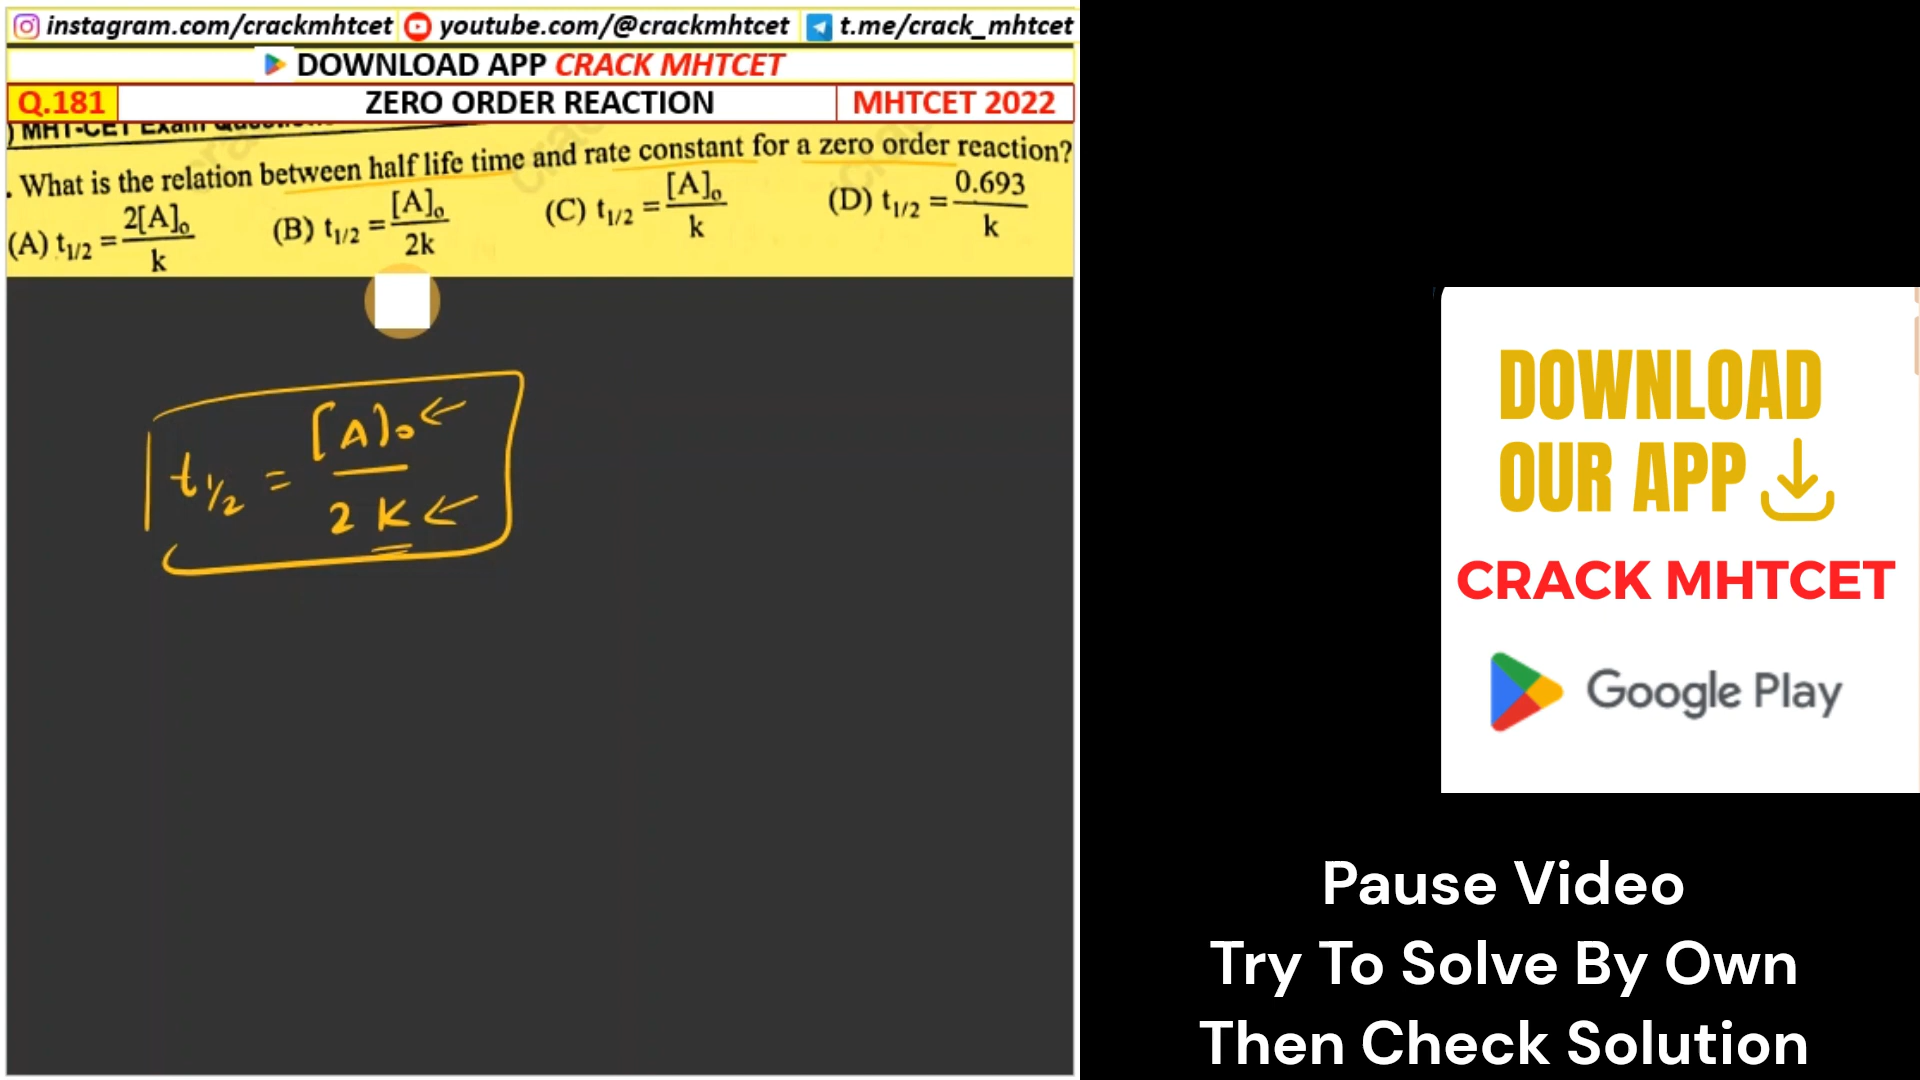 instagram.com/crackmhtcet youtube.com/@crackmhtcet t.me/crack_mhtcet
DOWNLOAD APP CRACK MHTCET
Q.181 ZERO ORDER REACTION MHTCET 2022
) MHT-CET Exam
. What is the relation between half life time and rate constant for a zero order reaction?
(A) t1/2 = 2[A]₀/k (B) t1/2 = [A]₀/2k (C) t1/2 = [A]₀/k (D) t1/2 = 0.693/k
t1/2 = [A]₀/2K
DOWNLOAD
OUR APP
CRACK MHTCET
Google Play
Pause Video
Try To Solve By Own
Then Check Solution